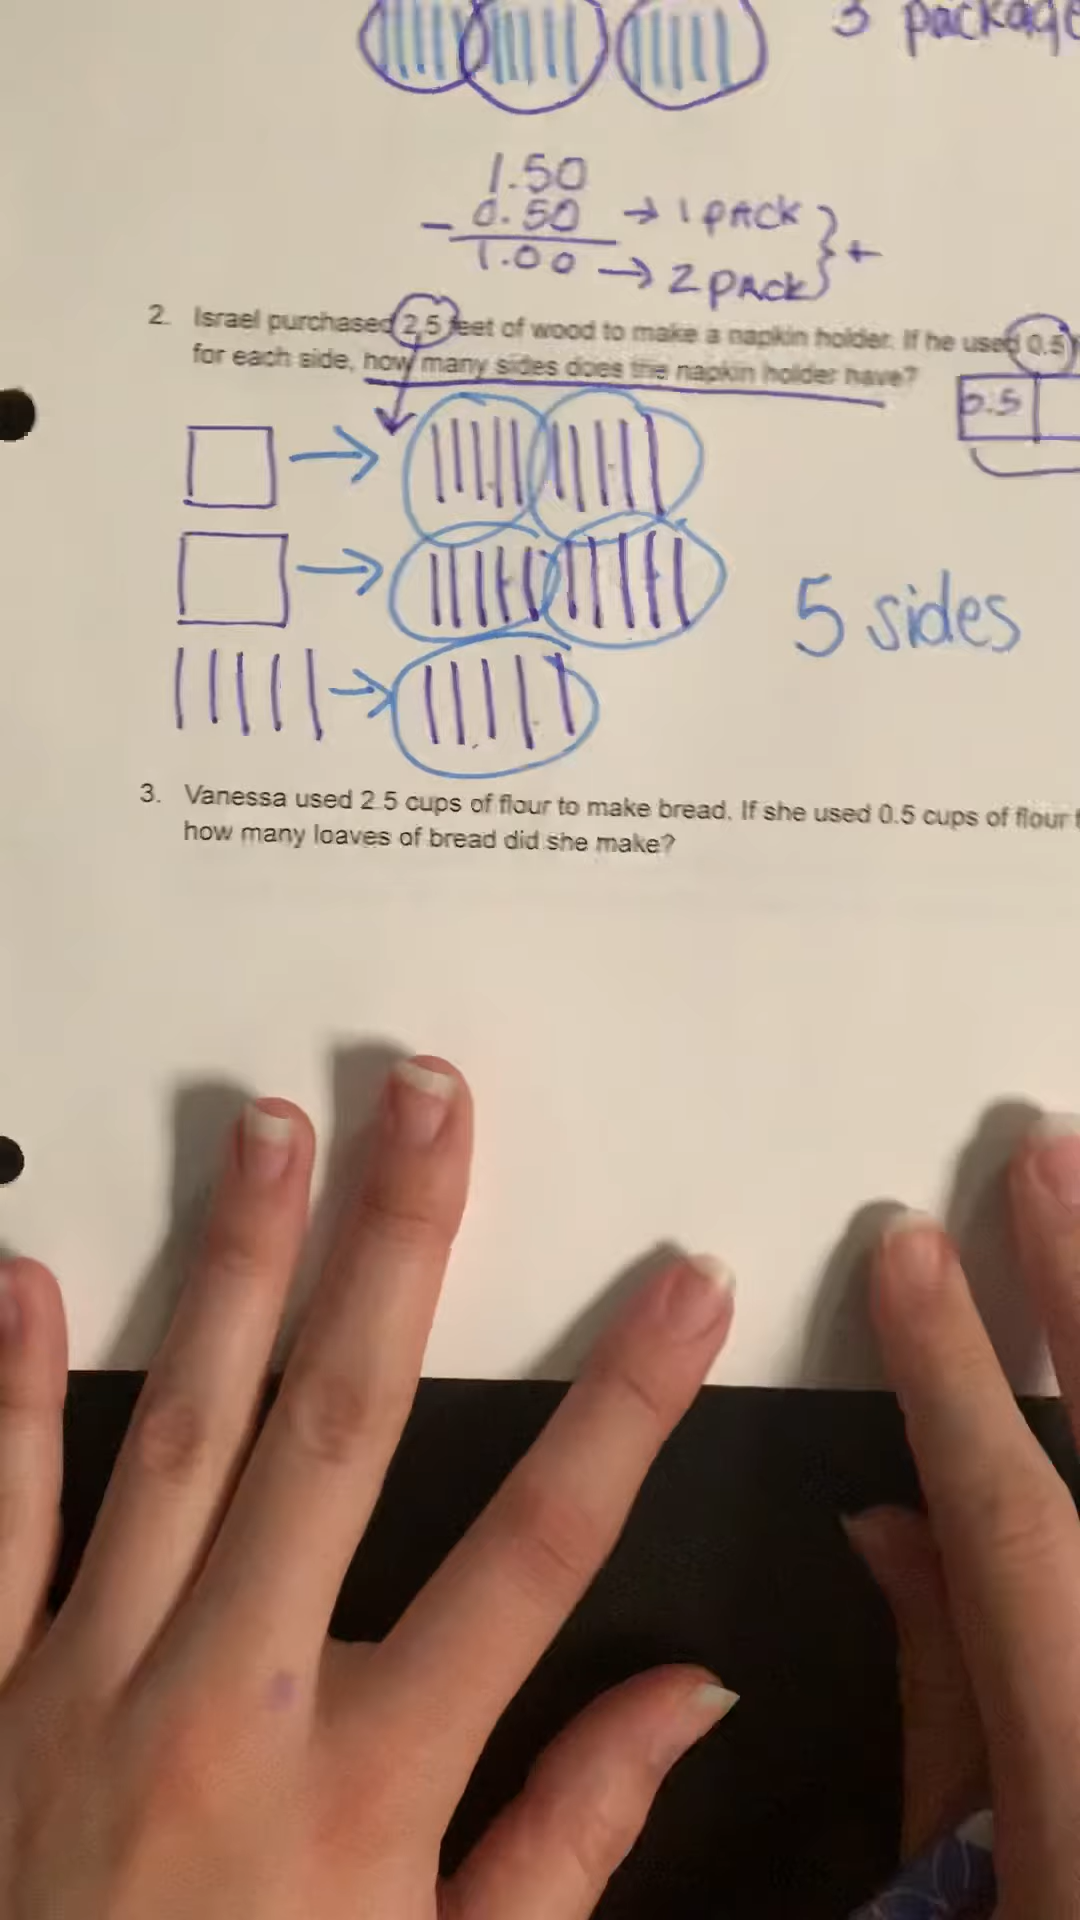 3 package
1.50
- 0.50 → 1 PACK
1.00 → 2 PACK } +
2. Israel purchased 2.5 feet of wood to make a napkin holder. If he used 0.5
for each side, how many sides does the napkin holder have?
0.5
5 sides
3. Vanessa used 2.5 cups of flour to make bread. If she used 0.5 cups of flour
how many loaves of bread did she make?